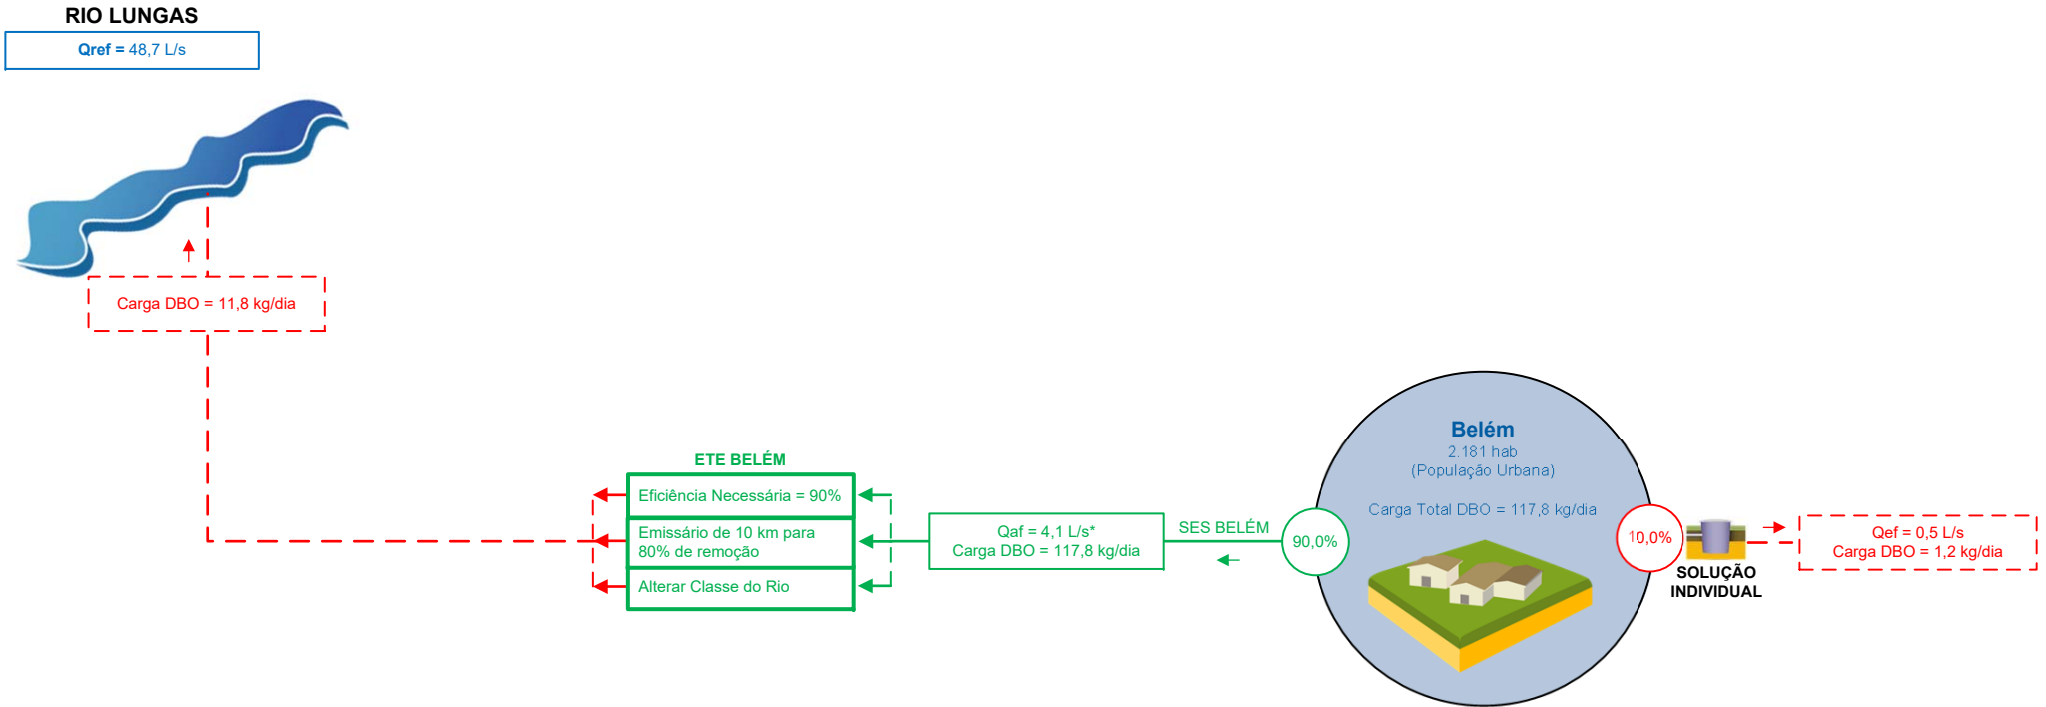 RIO LUNGAS
Qref = 48,7 L/s
Carga DBO = 11,8 kg/dia
ETE BELÉM
Eficiência Necessária = 90%
Emissário de 10 km para
80% de remoção
Alterar Classe do Rio
Qaf = 4,1 L/s*
Carga DBO = 117,8 kg/dia
SES BELÉM
90,0%
Belém
2.181 hab
(População Urbana)
Carga Total DBO = 117,8 kg/dia
10,0%
SOLUÇÃO
INDIVIDUAL
Qef = 0,5 L/s
Carga DBO = 1,2 kg/dia